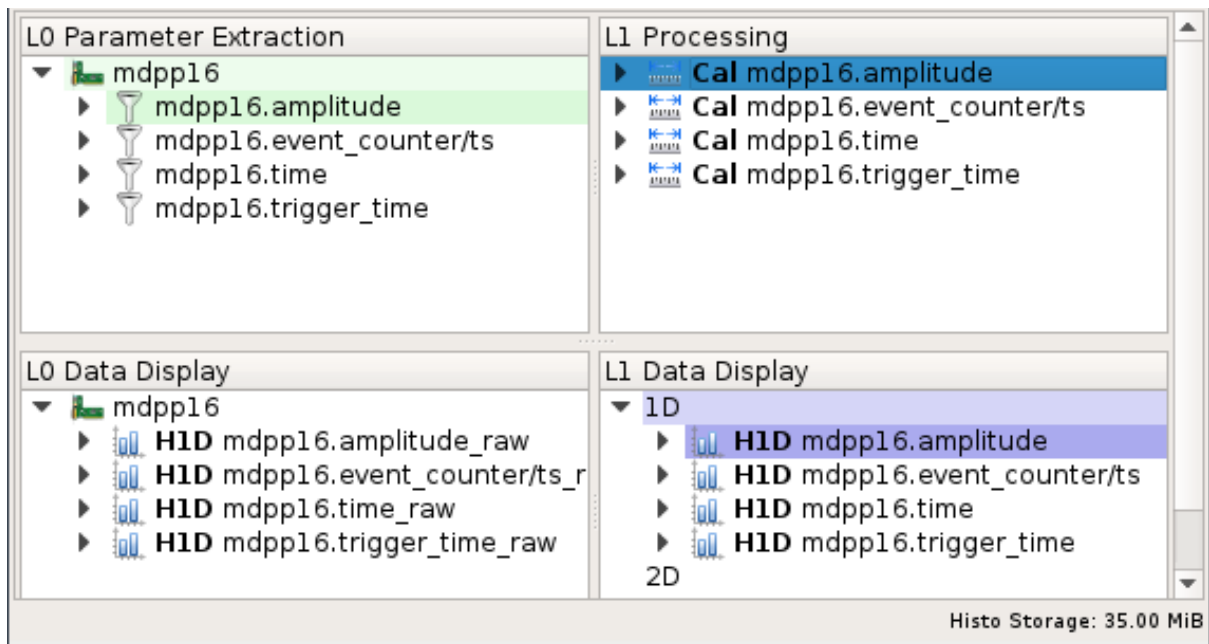 L0 Parameter Extraction
mdpp16
mdpp16.amplitude
mdpp16.event_counter/ts
mdpp16.time
mdpp16.trigger_time
L1 Processing
Cal mdpp16.amplitude
Cal mdpp16.event_counter/ts
Cal mdpp16.time
Cal mdpp16.trigger_time
L0 Data Display
mdpp16
H1D mdpp16.amplitude_raw
H1D mdpp16.event_counter/ts_r
H1D mdpp16.time_raw
H1D mdpp16.trigger_time_raw
L1 Data Display
1D
H1D mdpp16.amplitude
H1D mdpp16.event_counter/ts
H1D mdpp16.time
H1D mdpp16.trigger_time
2D
Histo Storage: 35.00 MiB